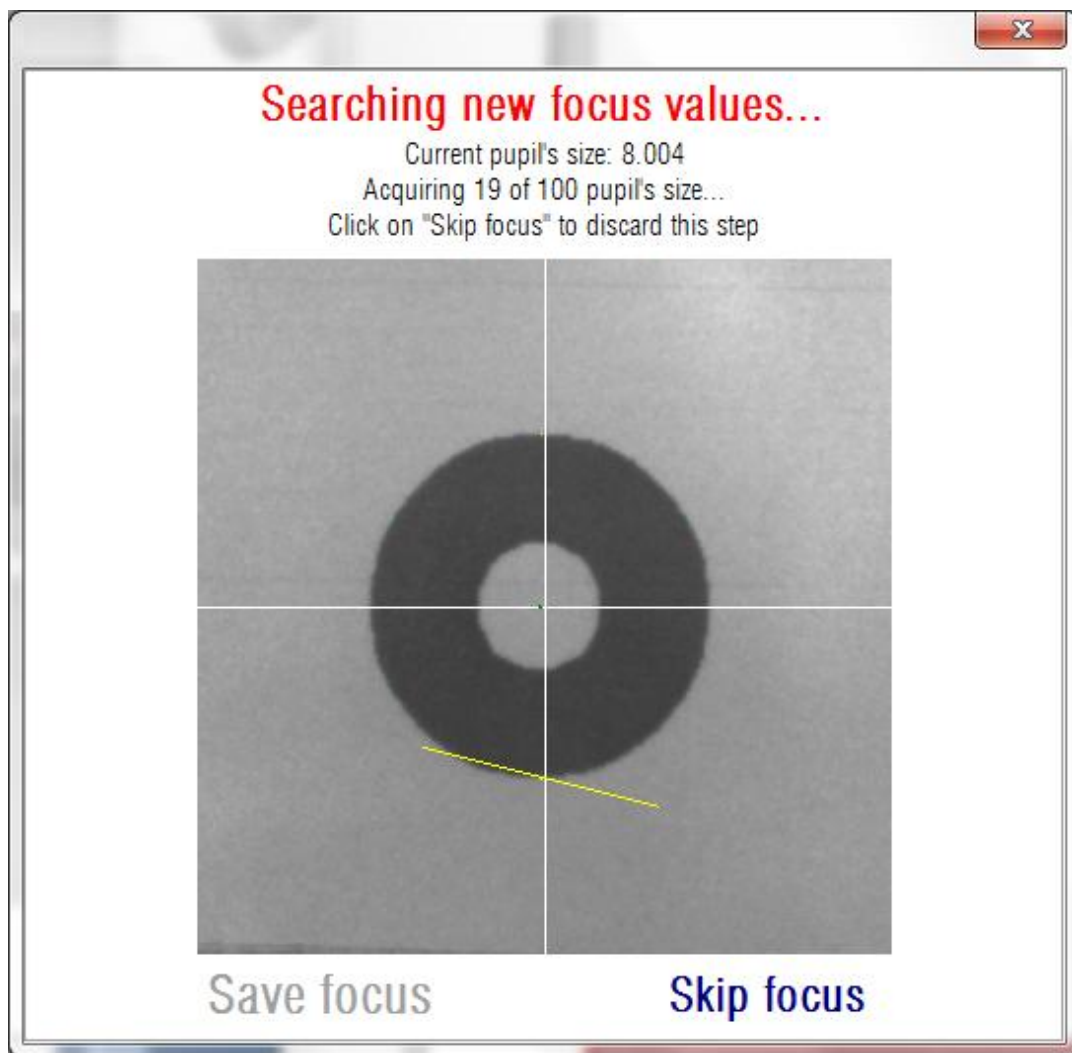 Searching new focus values...
Current pupil's size: 8.004
Acquiring 19 of 100 pupil's size...
Click on "Skip focus" to discard this step
Save focus
Skip focus